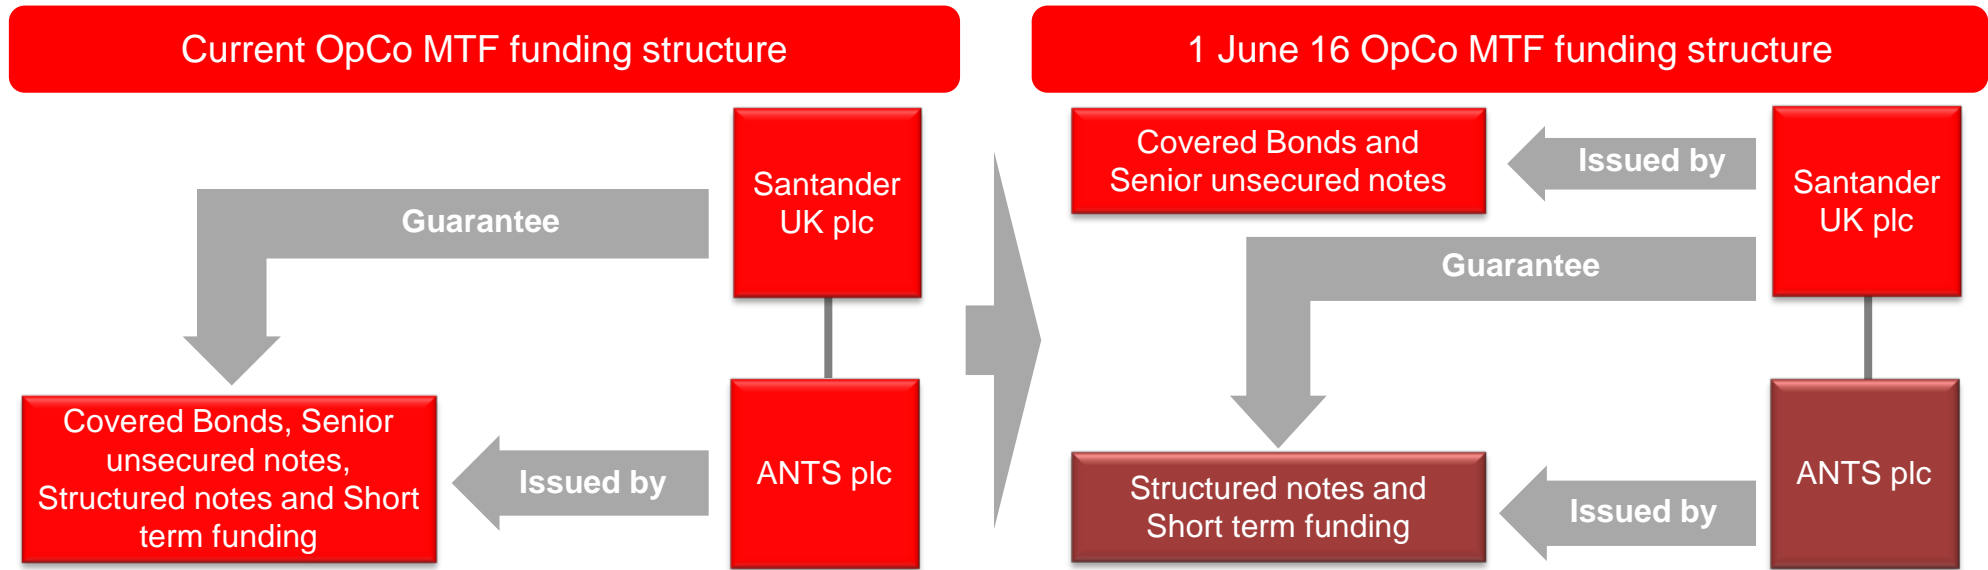 Current OpCo MTF funding structure
Santander
UK plc
Guarantee
Covered Bonds, Senior
unsecured notes,
Structured notes and Short
term funding
Issued by
ANTS plc
1 June 16 OpCo MTF funding structure
Covered Bonds and
Senior unsecured notes
Issued by
Santander
UK plc
Guarantee
Structured notes and
Short term funding
Issued by
ANTS plc